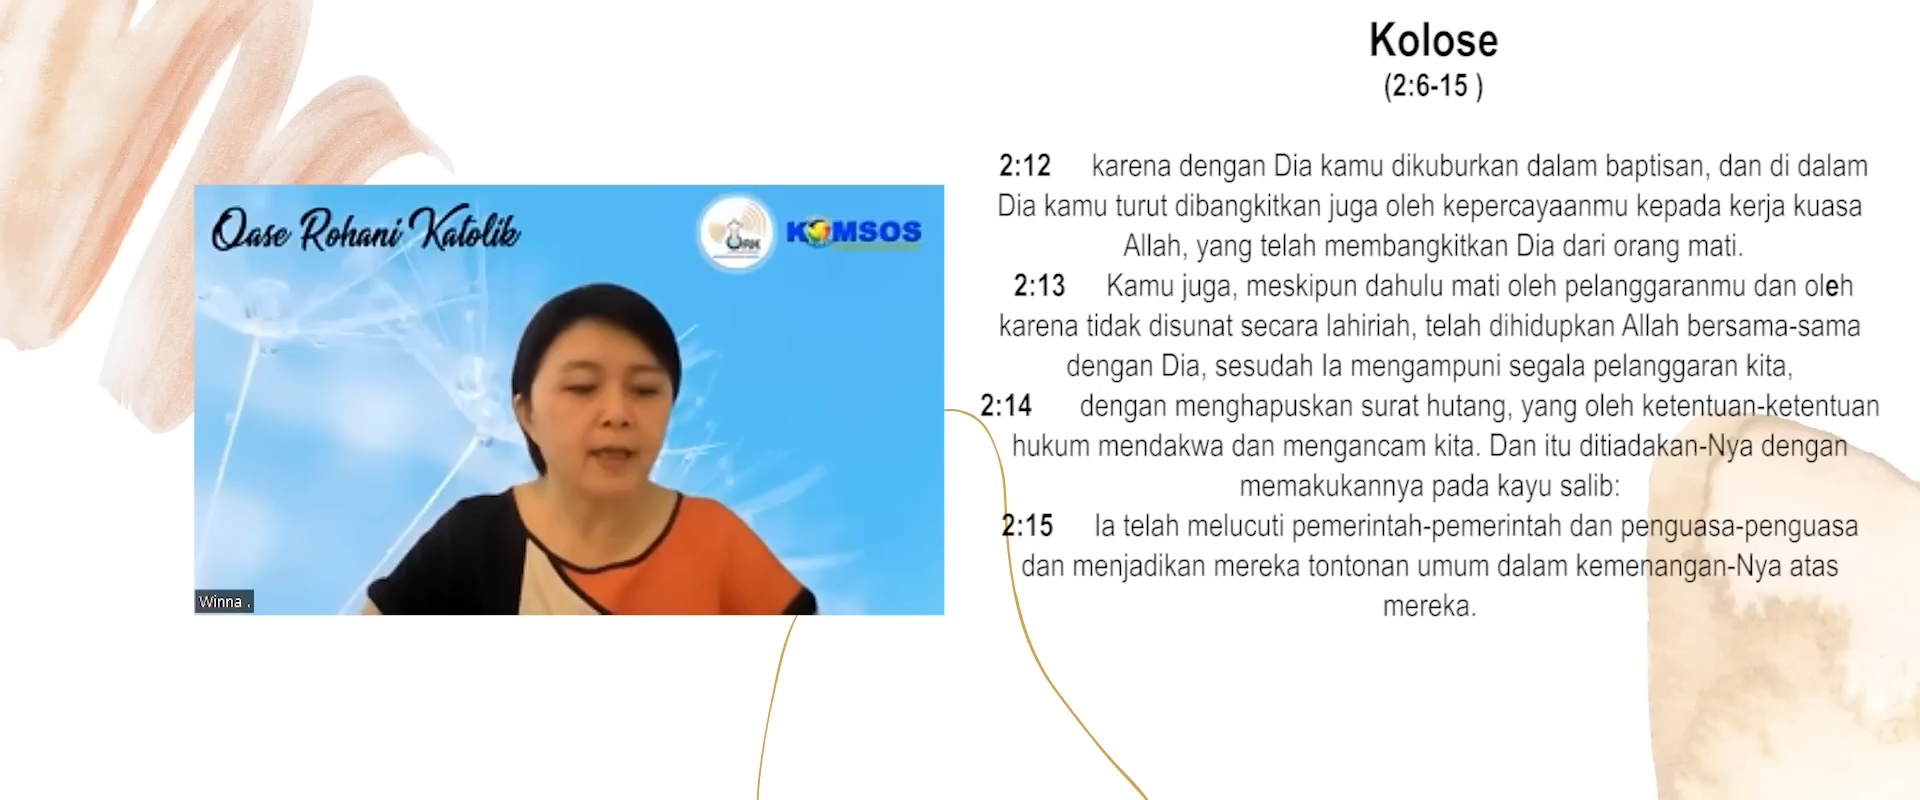 Kolose
(2:6-15 )
2:12 karena dengan Dia kamu dikuburkan dalam baptisan, dan di dalam
Dia kamu turut dibangkitkan juga oleh kepercayaanmu kepada kerja kuasa
Allah, yang telah membangkitkan Dia dari orang mati.
2:13 Kamu juga, meskipun dahulu mati oleh pelanggaranmu dan oleh
karena tidak disunat secara lahiriah, telah dihidupkan Allah bersama-sama
dengan Dia, sesudah Ia mengampuni segala pelanggaran kita,
2:14 dengan menghapuskan surat hutang, yang oleh ketentuan-ketentuan
hukum mendakwa dan mengancam kita. Dan itu ditiadakan-Nya dengan
memakukannya pada kayu salib:
2:15 Ia telah melucuti pemerintah-pemerintah dan penguasa-penguasa
dan menjadikan mereka tontonan umum dalam kemenangan-Nya atas
mereka.
Oase Rohani Katolik
ORK
KOMSOS
Winna .